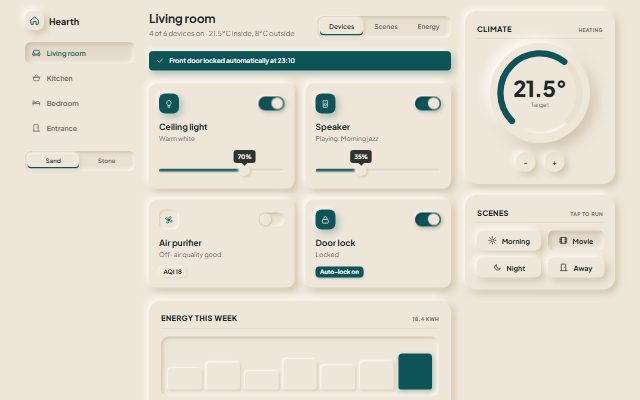 Hearth
Living room
Kitchen
Bedroom
Entrance
Sand
Stone
Living room
4 of 6 devices on · 21.5°C inside, 8°C outside
Devices
Scenes
Energy
Front door locked automatically at 23:10
Ceiling light
Warm white
70%
Speaker
Playing: Morning jazz
35%
Air purifier
Off · air quality good
AQI 18
Door lock
Locked
Auto-lock on
ENERGY THIS WEEK
18.4 KWH
CLIMATE
HEATING
21.5°
Target
-
+
SCENES
TAP TO RUN
Morning
Movie
Night
Away